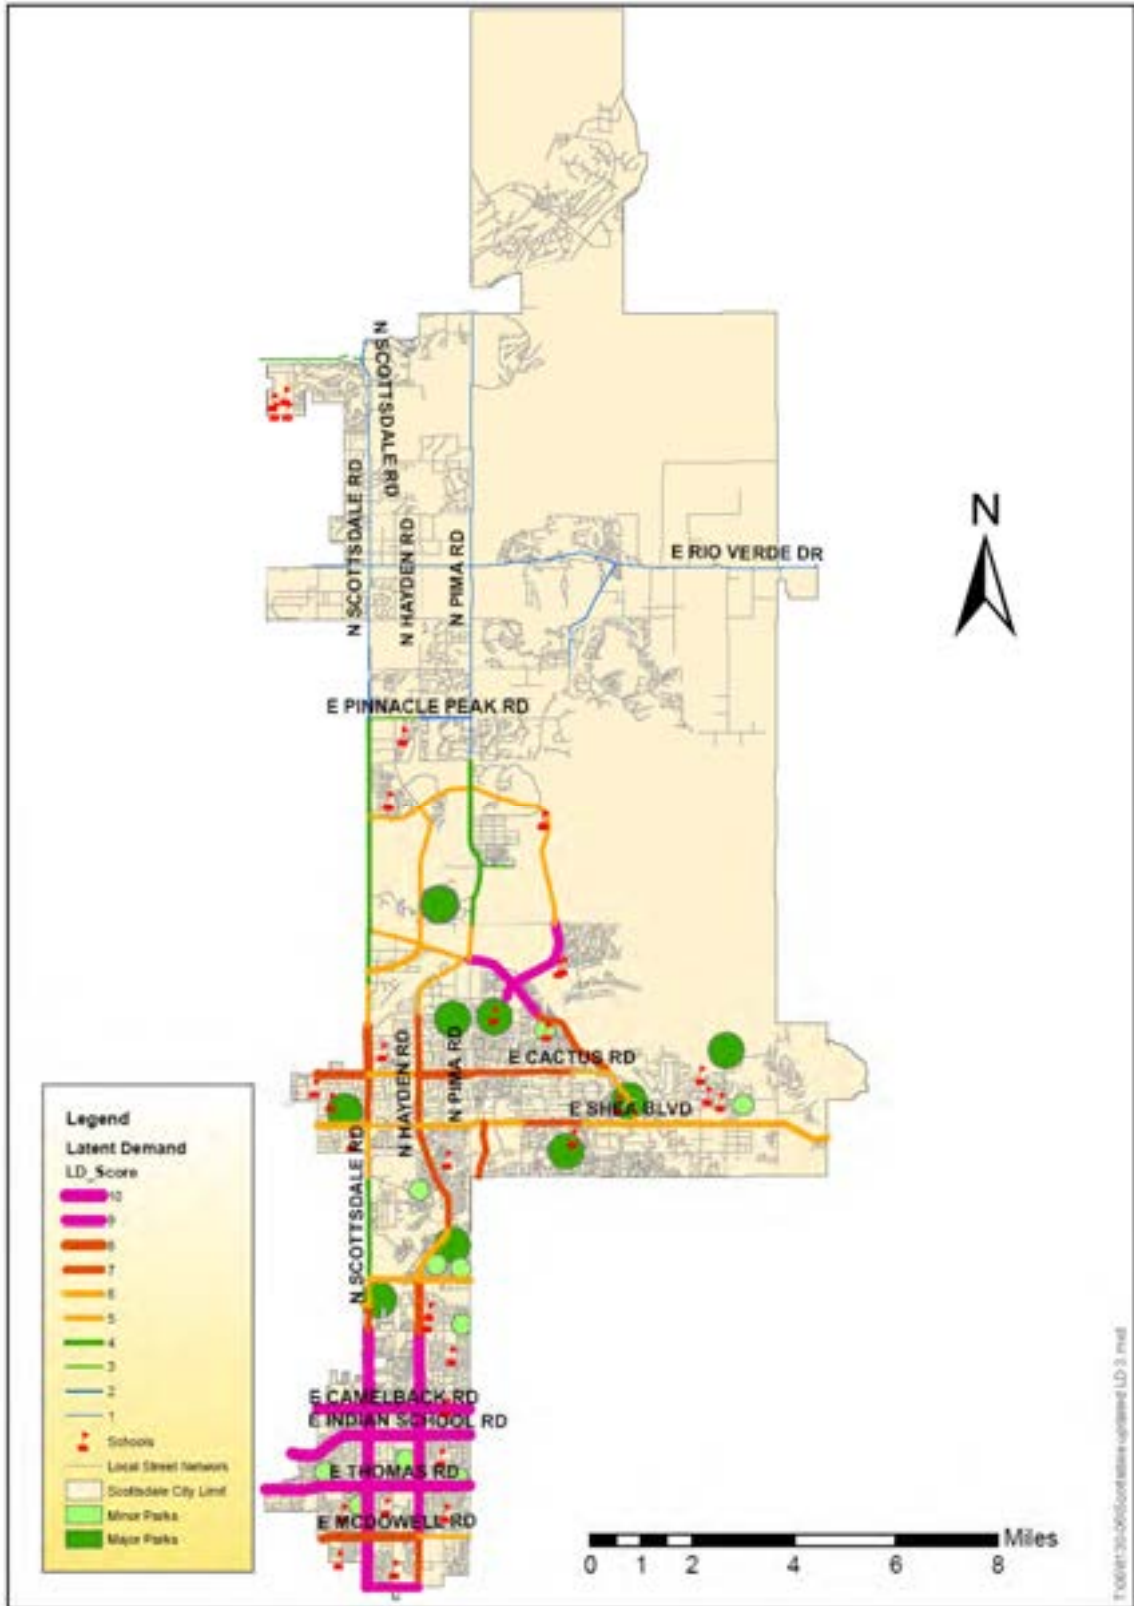 N SCOTTSDALE RD
N SCOTTSDALE RD
N HAYDEN RD
N PIMA RD
N
E RIO VERDE DR
E PINNACLE PEAK RD
E CACTUS RD
N HAYDEN RD
N PIMA RD
E SHEA BLVD
N SCOTTSDALE RD
E CAMELBACK RD
E INDIAN SCHOOL RD
E THOMAS RD
E MCDOWELL RD
Legend
Latent Demand
LD_Score
10
9
8
7
6
5
4
3
2
1
Schools
Local Street Network
Scottsdale City Limit
Minor Parks
Major Parks
Miles
0 1 2 4 6 8